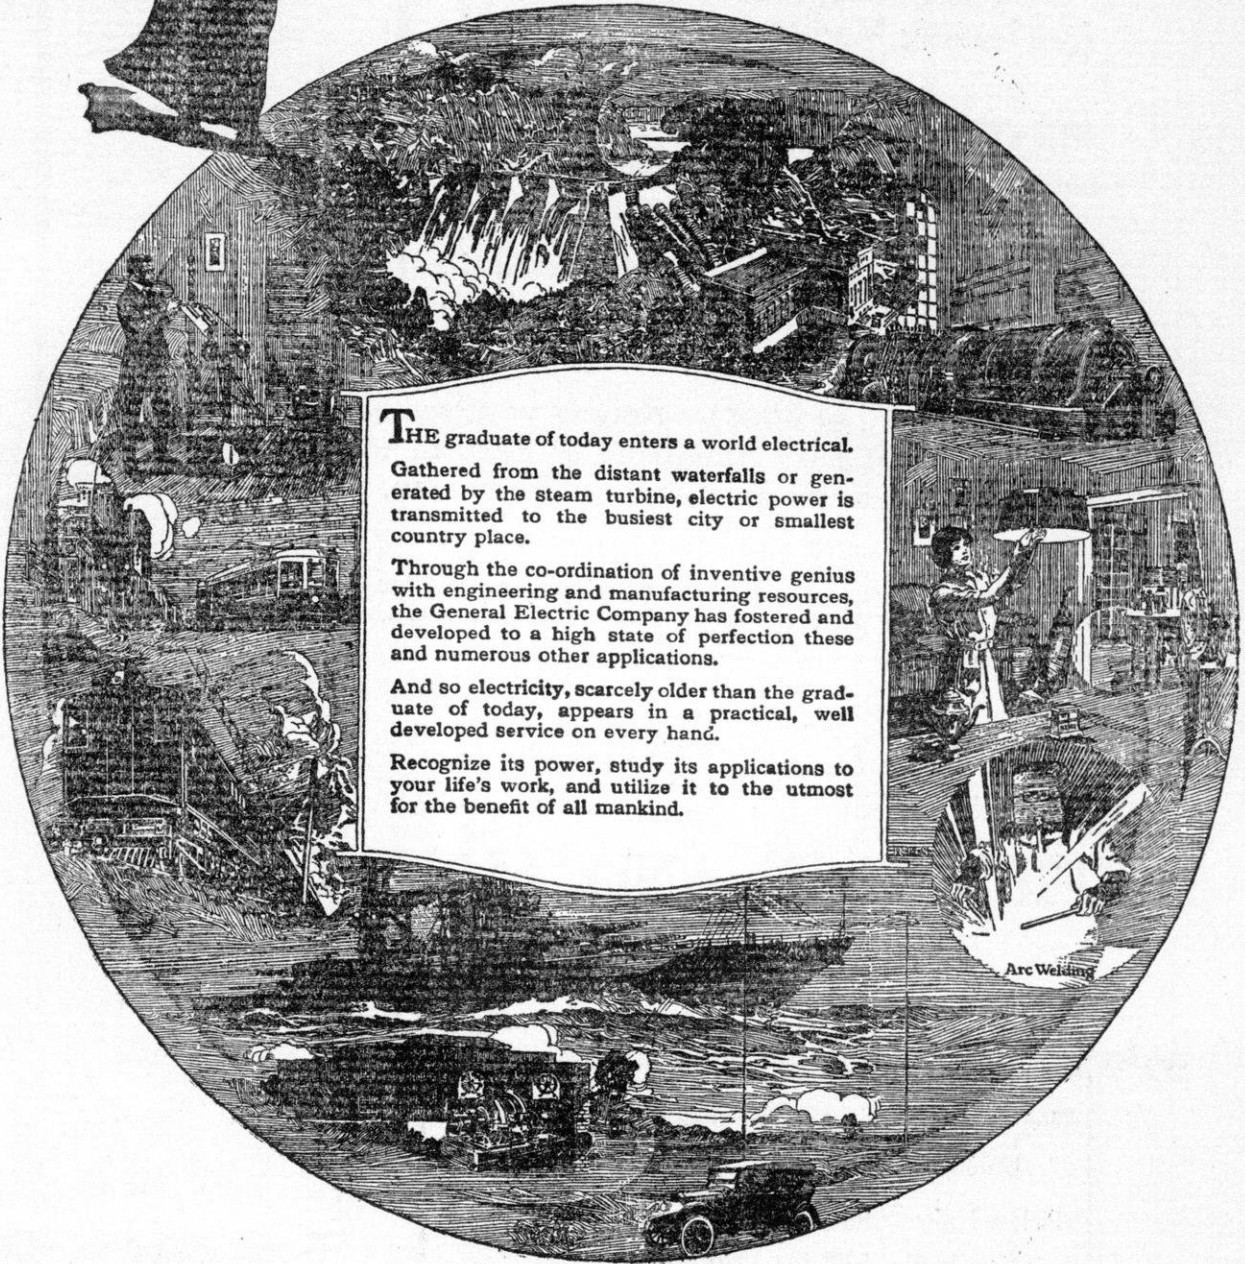 THE graduate of today enters a world electrical.
Gathered from the distant waterfalls or gen-
erated by the steam turbine, electric power is
transmitted to the busiest city or smallest
country place.
Through the co-ordination of inventive genius
with engineering and manufacturing resources,
the General Electric Company has fostered and
developed to a high state of perfection these
and numerous other applications.
And so electricity, scarcely older than the grad-
uate of today, appears in a practical, well
developed service on every hand.
Recognize its power, study its applications to
your life's work, and utilize it to the utmost
for the benefit of all mankind.
Arc Welding